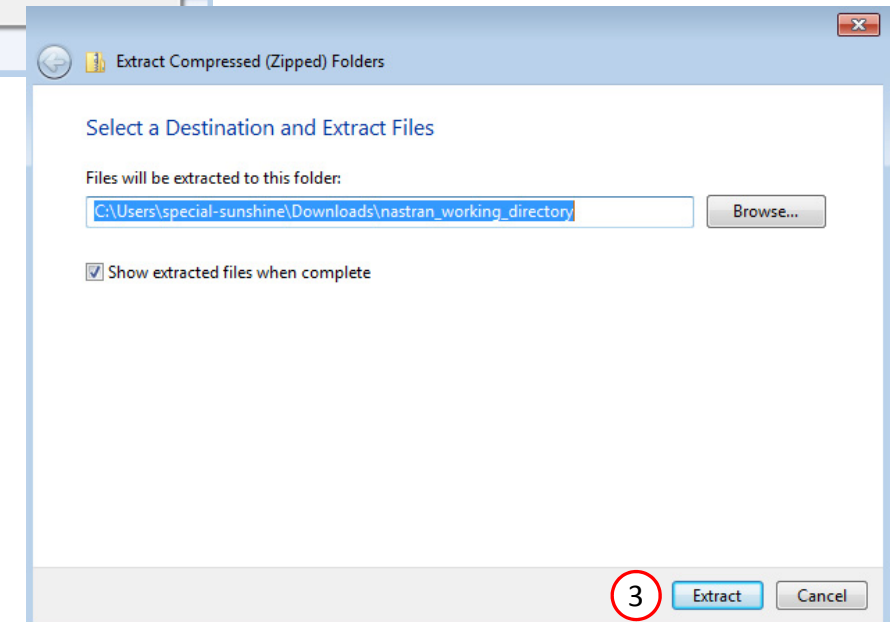 Extract Compressed (Zipped) Folders
Select a Destination and Extract Files
Files will be extracted to this folder:
C:\Users\special-sunshine\Downloads\nastran_working_directory
Browse...
Show extracted files when complete
3
Extract
Cancel